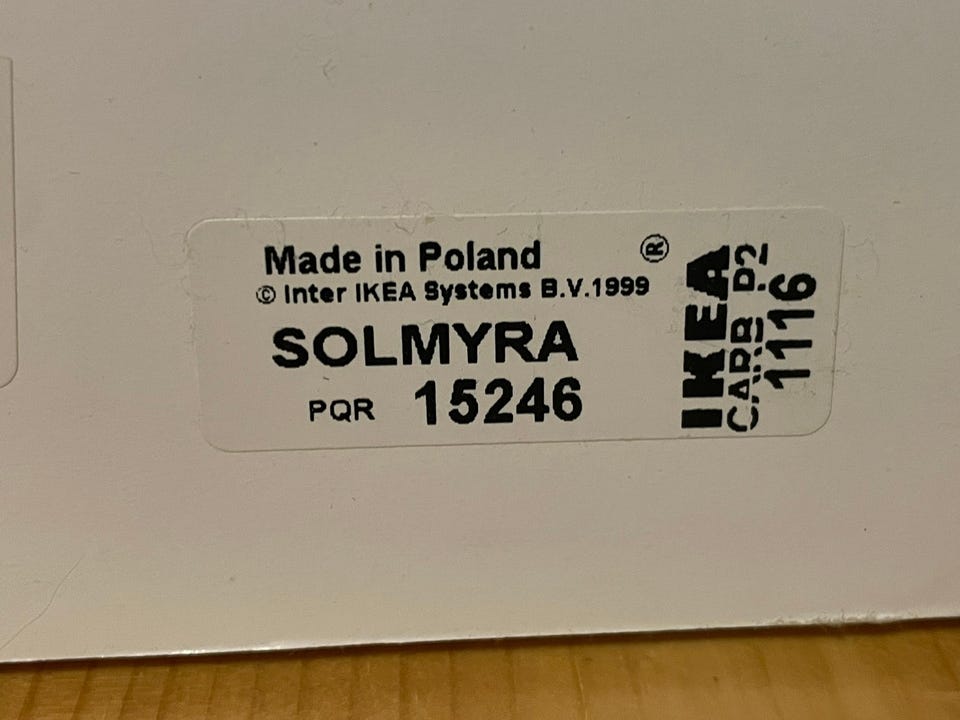 Made in Poland
© Inter IKEA Systems B.V.1999
SOLMYRA
PQR 15246
®
IKEA
CARB P2
1116